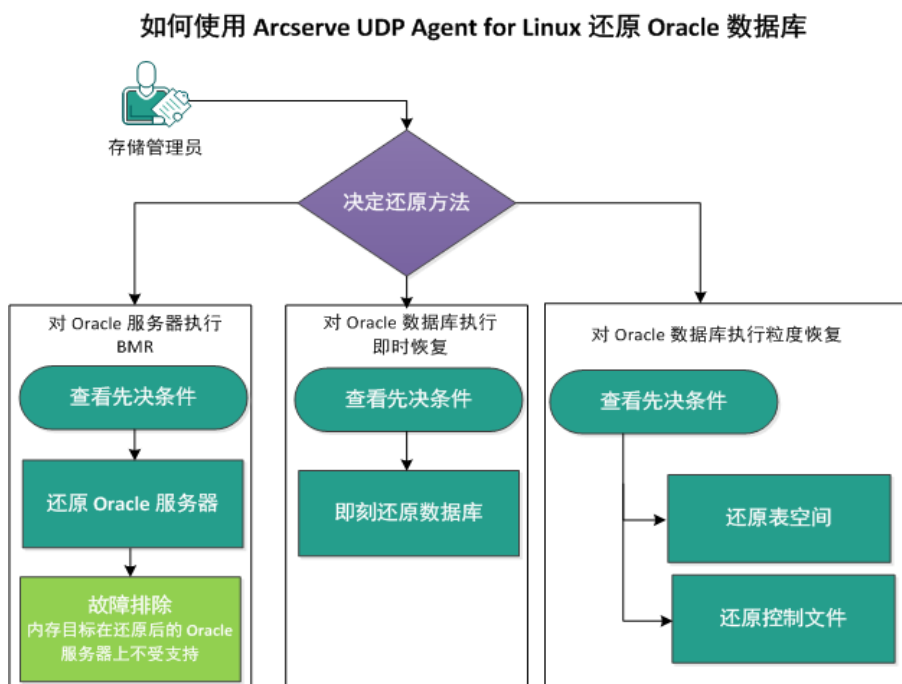 如何使用 Arcserve UDP Agent for Linux 还原 Oracle 数据库
存储管理员
决定还原方法
对 Oracle 服务器执行
BMR
查看先决条件
还原 Oracle 服务器
故障排除
内存目标在还原后的 Oracle
服务器上不受支持
对 Oracle 数据库执行
即时恢复
查看先决条件
即刻还原数据库
对 Oracle 数据库执行粒度恢复
查看先决条件
还原表空间
还原控制文件